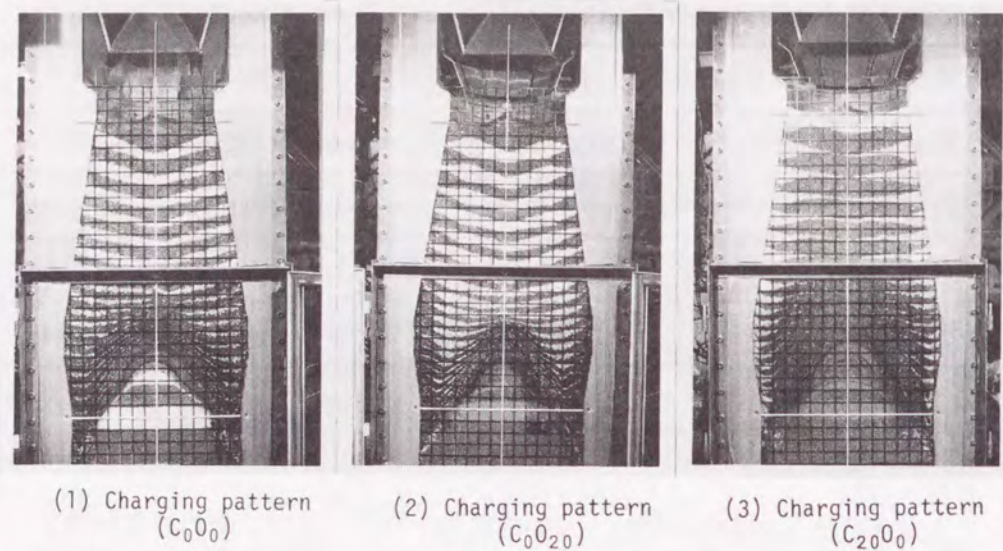 (1) Charging pattern
(C₀O₀)
(2) Charging pattern
(C₀O₂₀)
(3) Charging pattern
(C₂₀O₀)